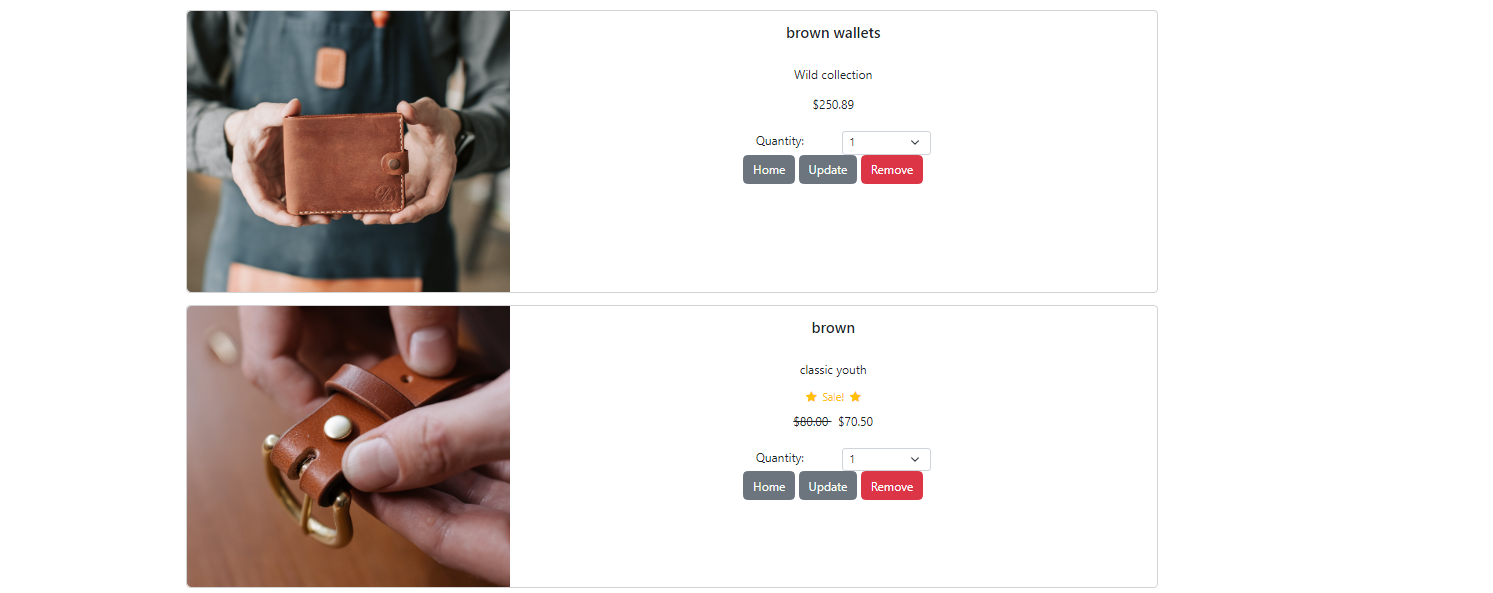 brown wallets
Wild collection
$250.89
Quantity: 1
Home Update Remove
brown
classic youth
Sale!
$80.00 $70.50
Quantity: 1
Home Update Remove